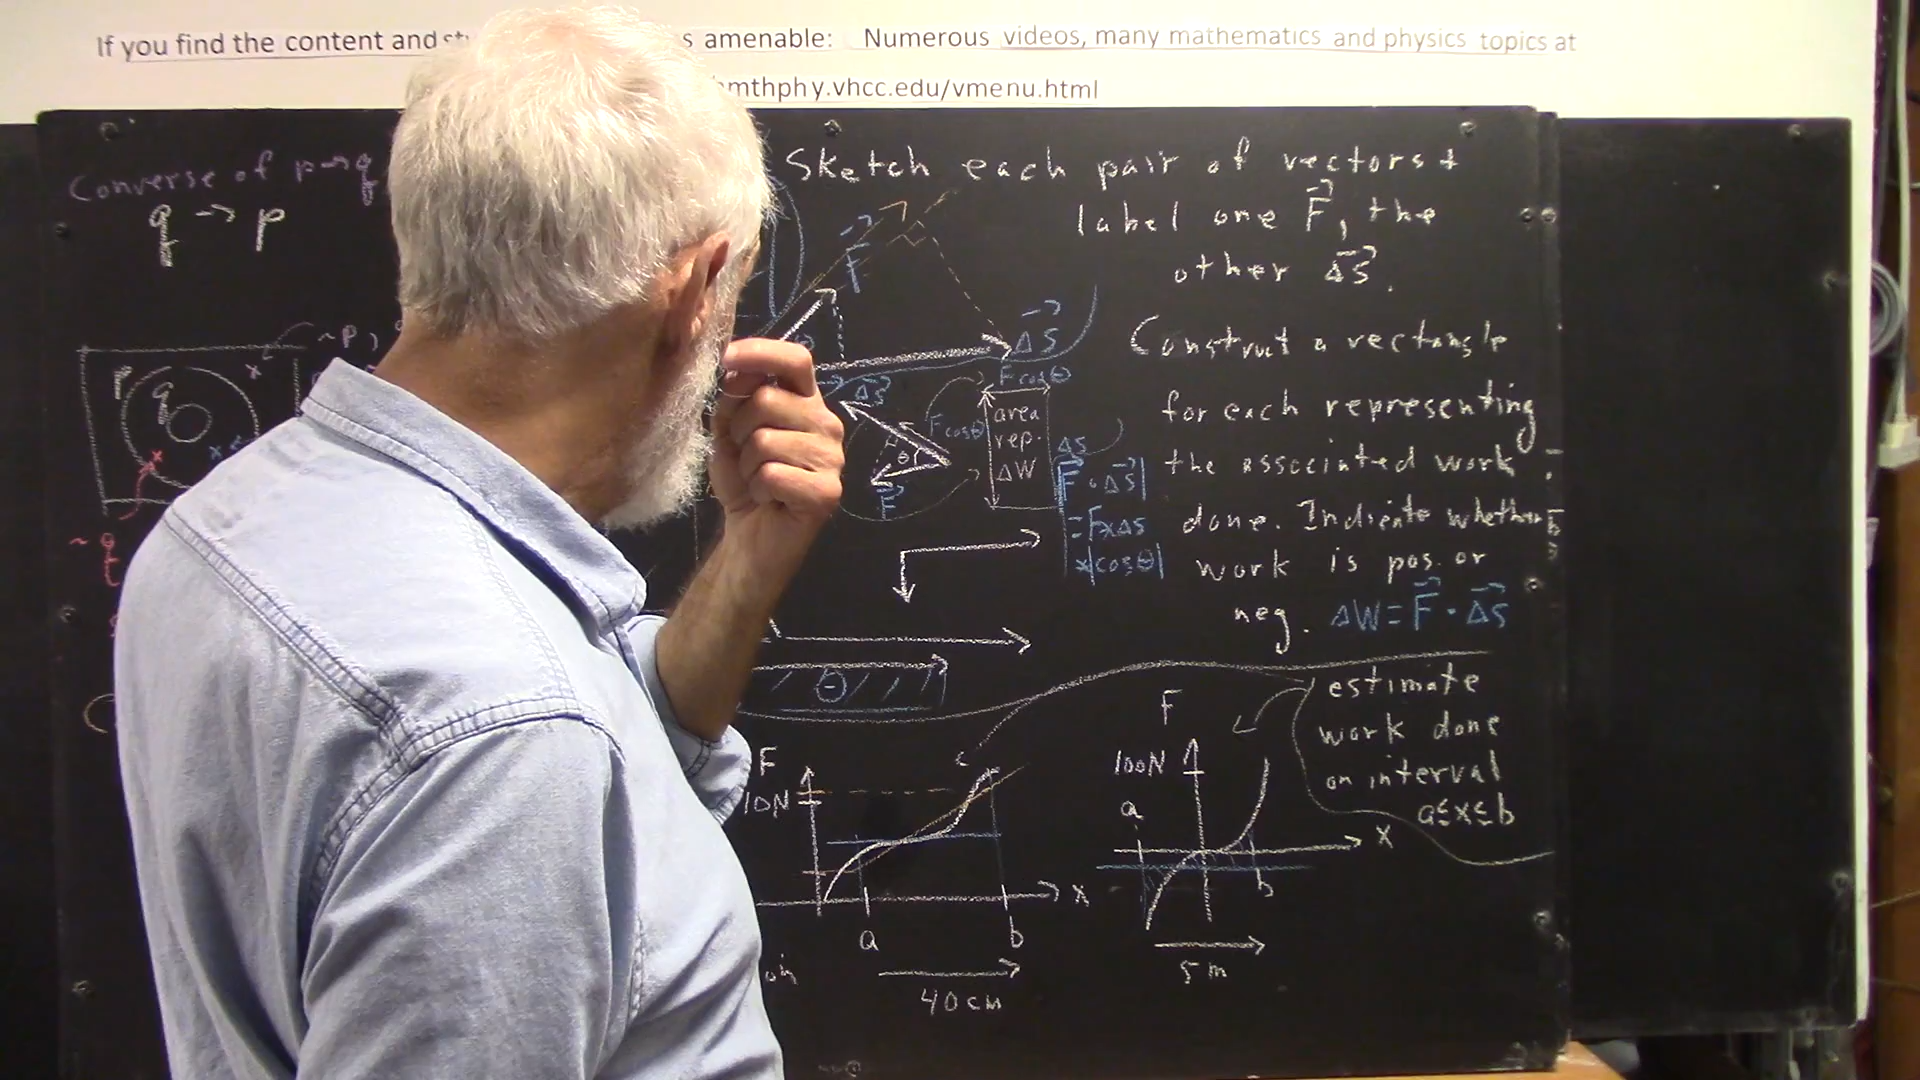 If you find the content and st s amenable: Numerous videos, many mathematics and physics topics at
mthphy.vhcc.edu/vmenu.html
Converse of p→q
q → p
~p,
p
q
Sketch each pair of vectors +
label one F⃗, the
other Δs⃗.
Construct a rectangle
for each representing
the associated work
done. Indicate whether
work is pos. or
neg. ΔW = F⃗ · Δs⃗
F⃗
Δs⃗
Δs⃗
F cos θ
F cos θ
area
rep.
ΔW
Δs
θ
F⃗
|F⃗ · Δs⃗|
= F x Δs
x |cos θ|
θ
estimate
work done
on interval
a ≤ x ≤ b
F
10N
x
a
b
40 cm
F
100N
a
x
b
5 m